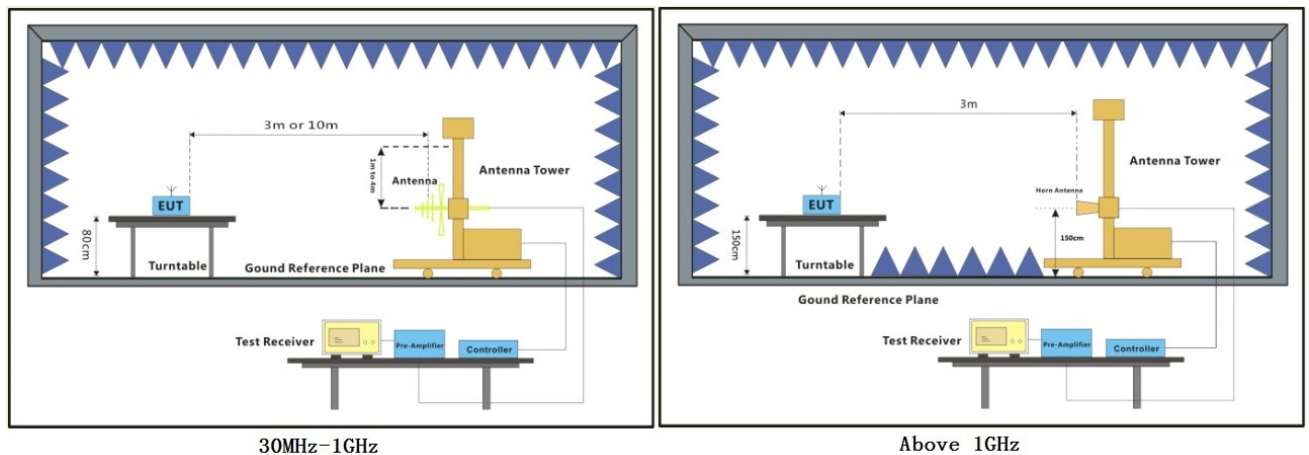 3m or 10m
1m to 4m
Antenna
Antenna Tower
EUT
80cm
Turntable
Gound Reference Plane
Test Receiver
Pre-Amplifier
Controller
30MHz-1GHz
3m
Antenna Tower
Horn Antenna
EUT
150cm
150cm
Turntable
Gound Reference Plane
Test Receiver
Pre-Amplifier
Controller
Above 1GHz